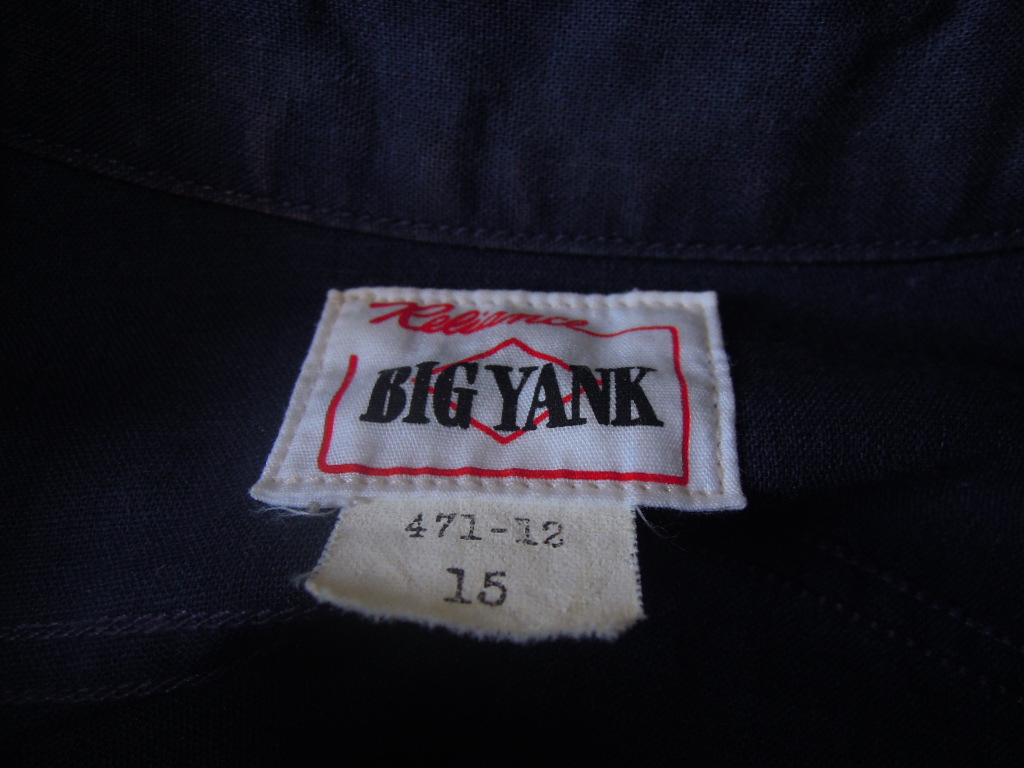 Reliance
BIG YANK
471-12
15